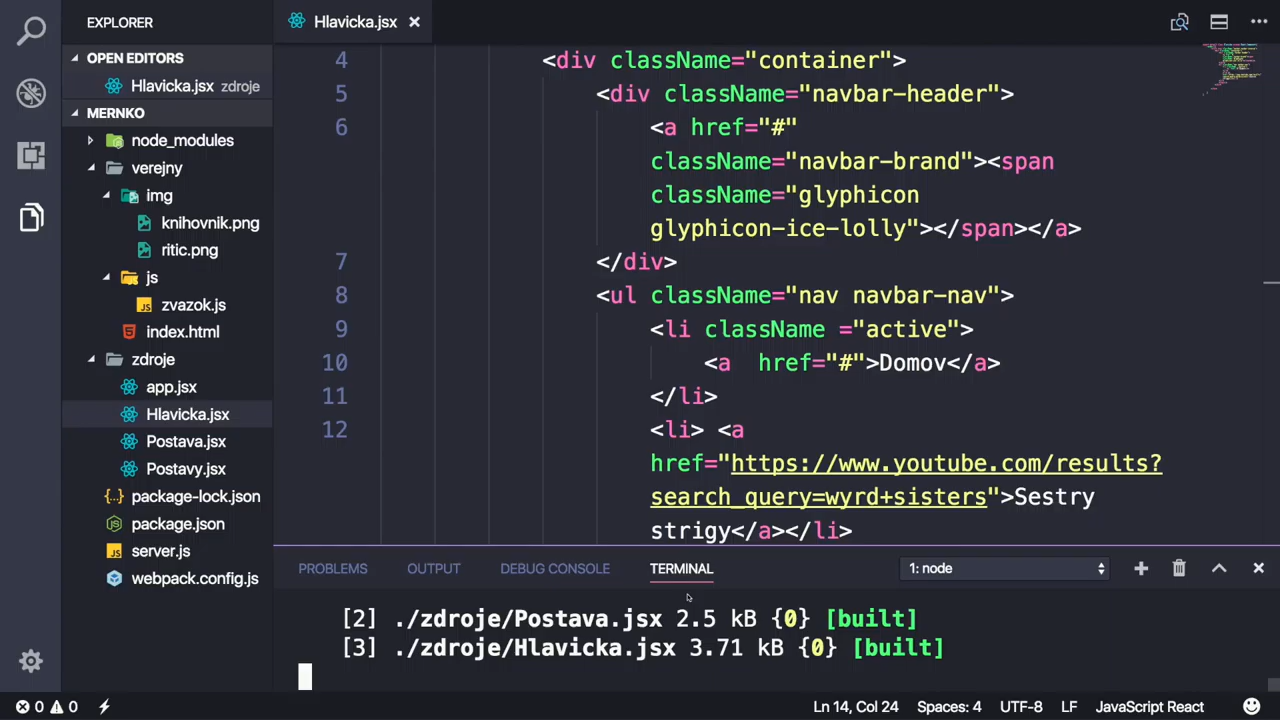 EXPLORER
OPEN EDITORS
Hlavicka.jsx zdroje
MERNKO
node_modules
verejny
img
knihovnik.png
ritic.png
js
JS zvazok.js
index.html
zdroje
app.jsx
Hlavicka.jsx
Postava.jsx
Postavy.jsx
{..} package-lock.json
package.json
JS server.js
webpack.config.js
Hlavicka.jsx
4 <div className="container">
5 <div className="navbar-header">
6 <a href="#"
className="navbar-brand"><span
className="glyphicon
glyphicon-ice-lolly"></span></a>
7 </div>
8 <ul className="nav navbar-nav">
9 <li className ="active">
10 <a  href="#">Domov</a>
11 </li>
12 <li> <a
href="https://www.youtube.com/results?
search_query=wyrd+sisters">Sestry
strigy</a></li>
PROBLEMS OUTPUT DEBUG CONSOLE TERMINAL 1: node
[2] ./zdroje/Postava.jsx 2.5 kB {0} [built]
[3] ./zdroje/Hlavicka.jsx 3.71 kB {0} [built]
0 0 Ln 14, Col 24 Spaces: 4 UTF-8 LF JavaScript React